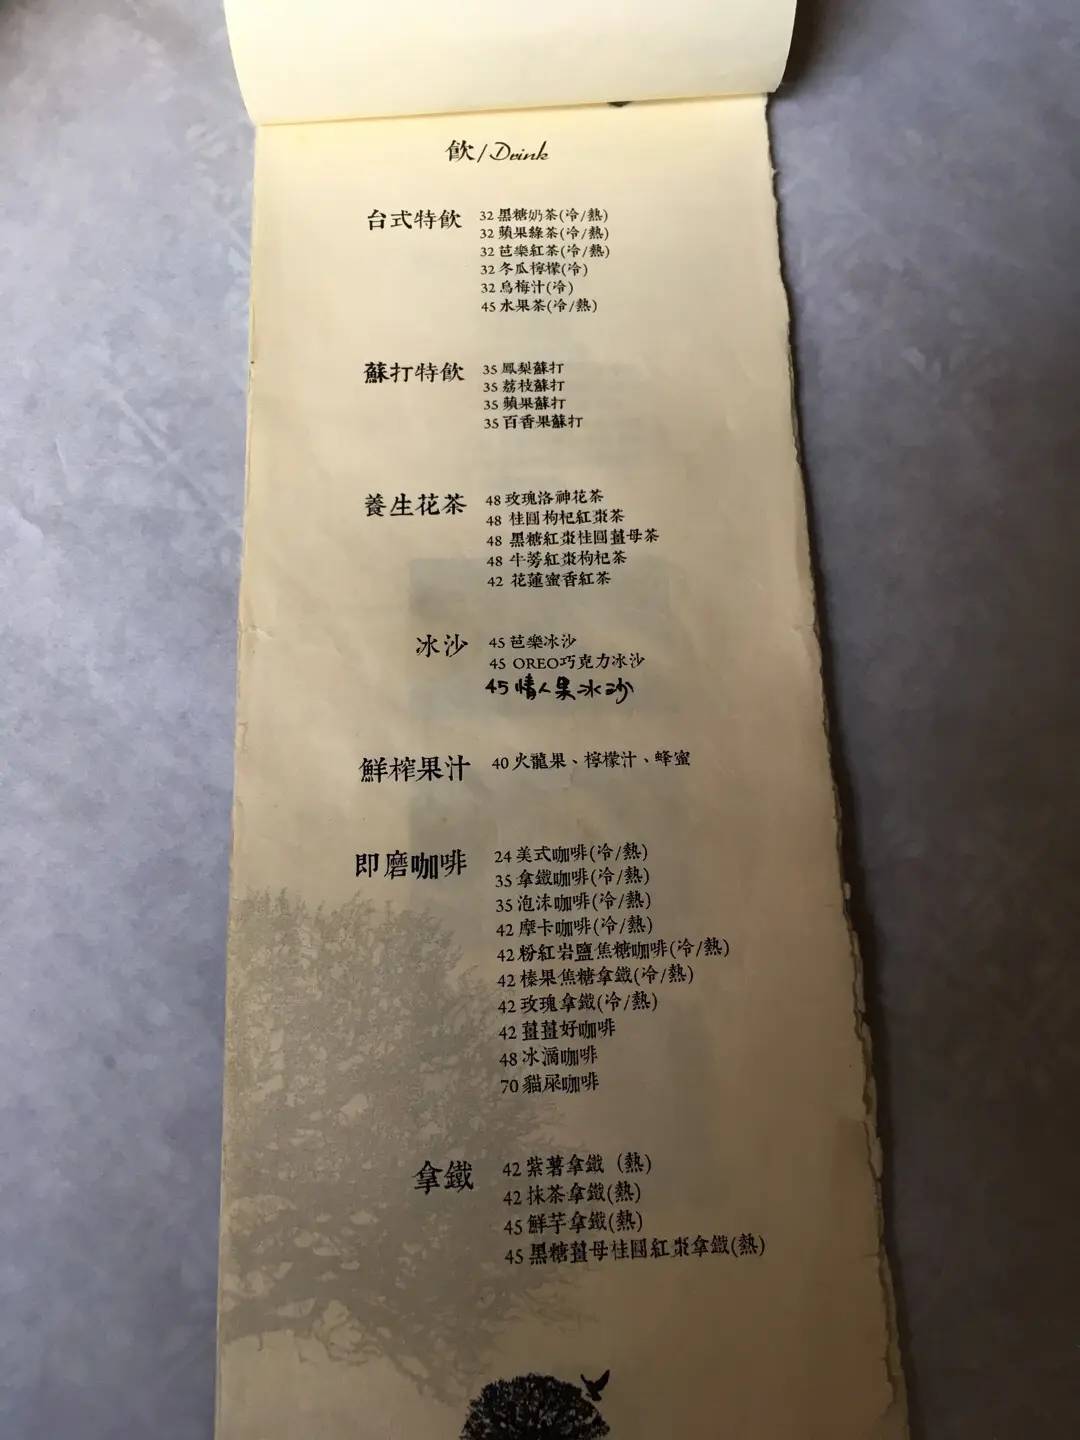 飲/Drink
台式特飲
32 黑糖奶茶(冷/熱)
32 蘋果綠茶(冷/熱)
32 芭樂紅茶(冷/熱)
32 冬瓜檸檬(冷)
32 烏梅汁(冷)
45 水果茶(冷/熱)
蘇打特飲
35 鳳梨蘇打
35 荔枝蘇打
35 蘋果蘇打
35 百香果蘇打
養生花茶
48 玫瑰洛神花茶
48 桂圓枸杞紅棗茶
48 黑糖紅棗桂圓薑母茶
48 牛蒡紅棗枸杞茶
42 花蓮蜜香紅茶
冰沙
45 芭樂冰沙
45 OREO巧克力冰沙
45 情人果冰沙
鮮榨果汁
40 火龍果、檸檬汁、蜂蜜
即磨咖啡
24 美式咖啡(冷/熱)
35 拿鐵咖啡(冷/熱)
35 泡沫咖啡(冷/熱)
42 摩卡咖啡(冷/熱)
42 粉紅岩鹽焦糖咖啡(冷/熱)
42 榛果焦糖拿鐵(冷/熱)
42 玫瑰拿鐵(冷/熱)
42 薑薑好咖啡
48 冰滴咖啡
70 貓屎咖啡
拿鐵
42 紫薯拿鐵 (熱)
42 抹茶拿鐵(熱)
45 鮮芋拿鐵(熱)
45 黑糖薑母桂圓紅棗拿鐵(熱)